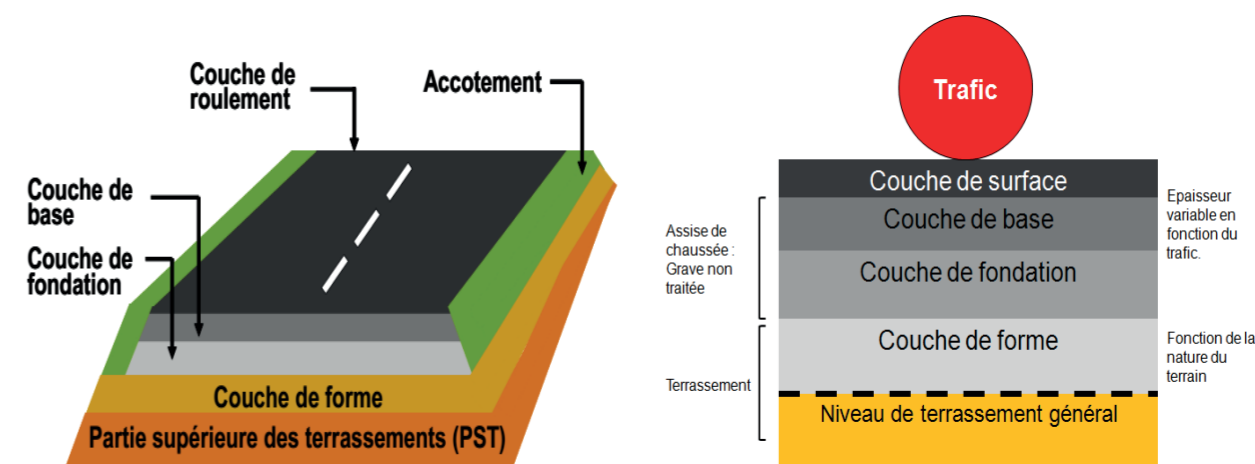 Couche de
roulement
Accotement
Couche de
base
Couche de
fondation
Couche de forme
Partie supérieure des terrassements (PST)
Trafic
Couche de surface
Couche de base
Couche de fondation
Couche de forme
Niveau de terrassement général
Assise de
chaussée :
Grave non
traitée
Terrassement
Epaisseur
variable en
fonction du
trafic.
Fonction de la
nature du
terrain